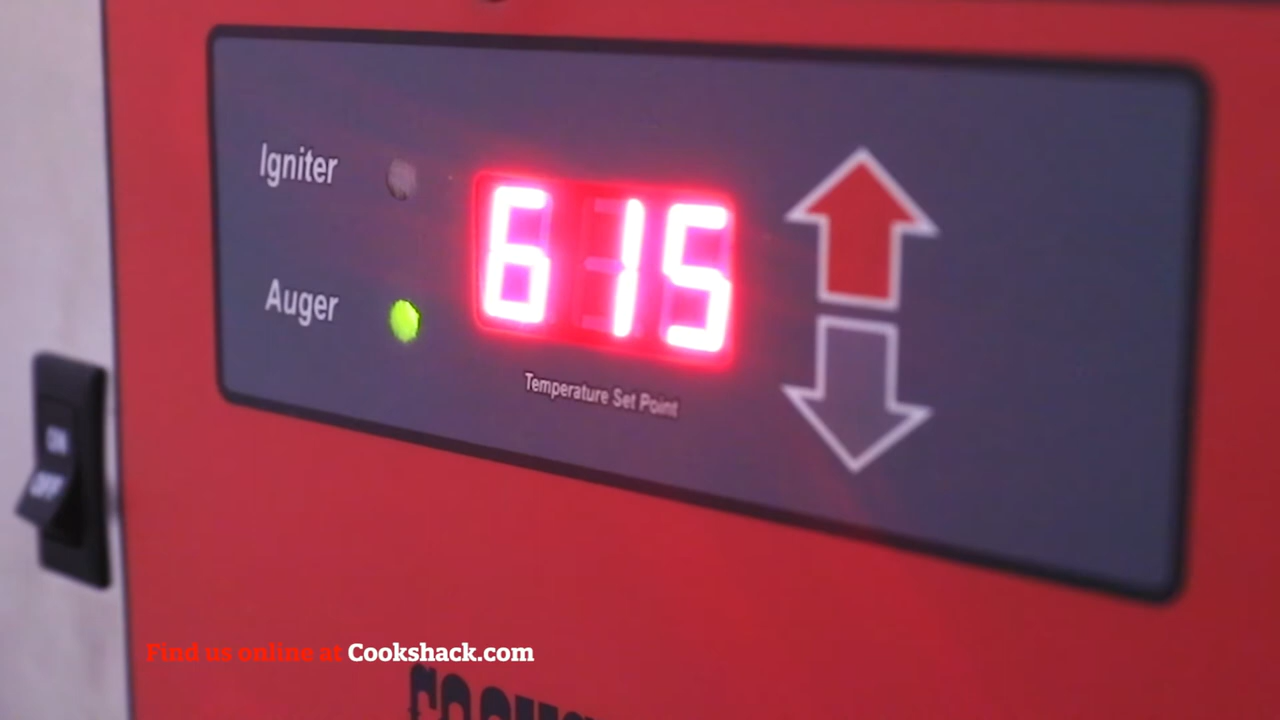 Igniter
615
Auger
Temperature Set Point
ON
OFF
Find us online at Cookshack.com